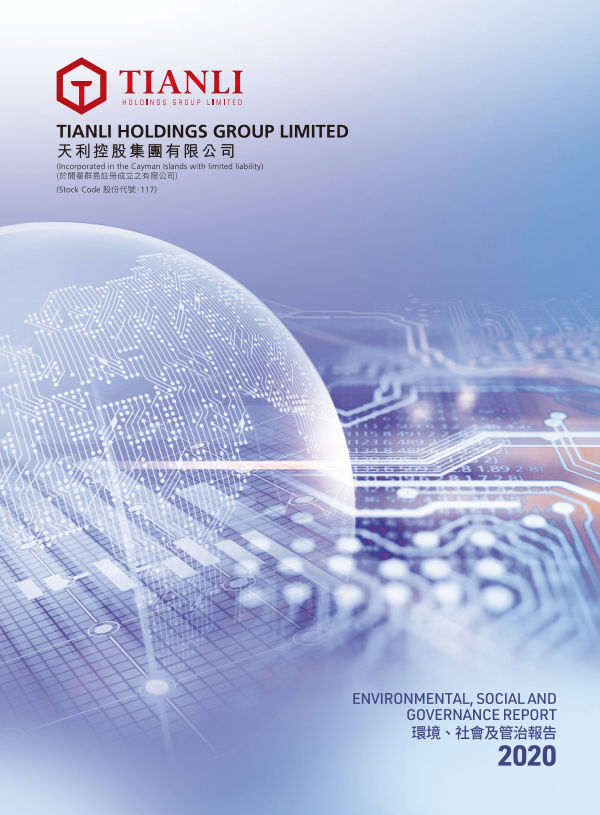 TIANLI
HOLDINGS GROUP LIMITED
TIANLI HOLDINGS GROUP LIMITED
天利控股集團有限公司
(Incorporated in the Cayman Islands with limited liability)
(於開曼群島註冊成立之有限公司)
(Stock Code 股份代號：117)
ENVIRONMENTAL, SOCIAL AND
GOVERNANCE REPORT
環境、社會及管治報告
2020